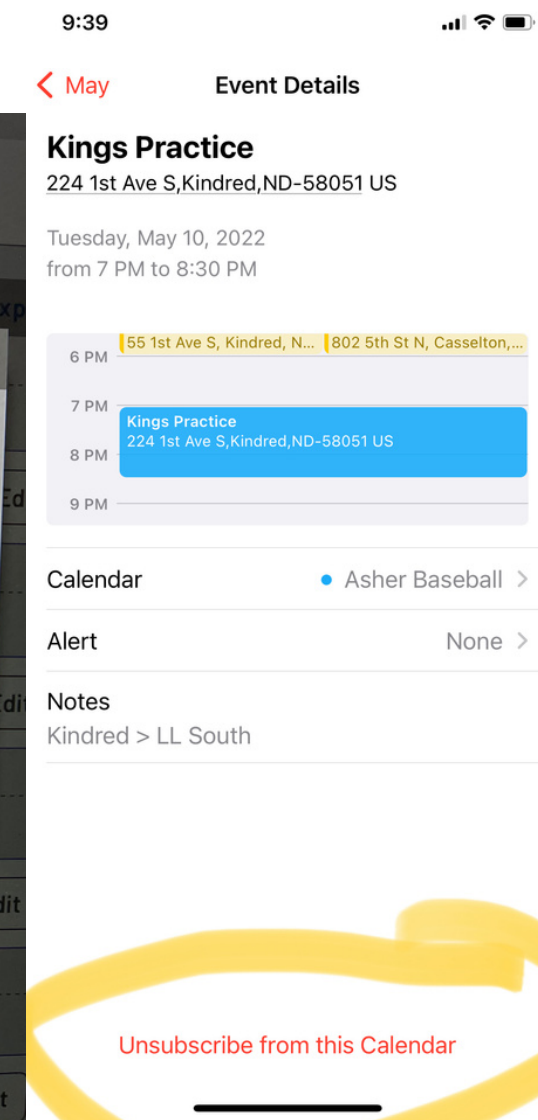 9:39
May
Event Details
Kings Practice
224 1st Ave S,Kindred,ND-58051 US
Tuesday, May 10, 2022
from 7 PM to 8:30 PM
55 1st Ave S, Kindred, N... 802 5th St N, Casselton,...
6 PM
7 PM
Kings Practice
224 1st Ave S,Kindred,ND-58051 US
8 PM
9 PM
Calendar Asher Baseball
Alert None
Notes
Kindred > LL South
Unsubscribe from this Calendar